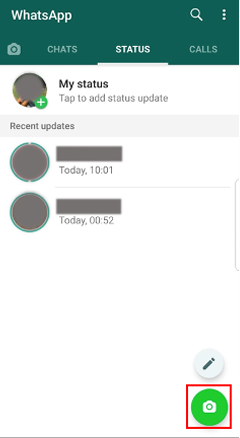 WhatsApp
CHATS STATUS CALLS
My status
Tap to add status update
Recent updates
Today, 10:01
Today, 00:52